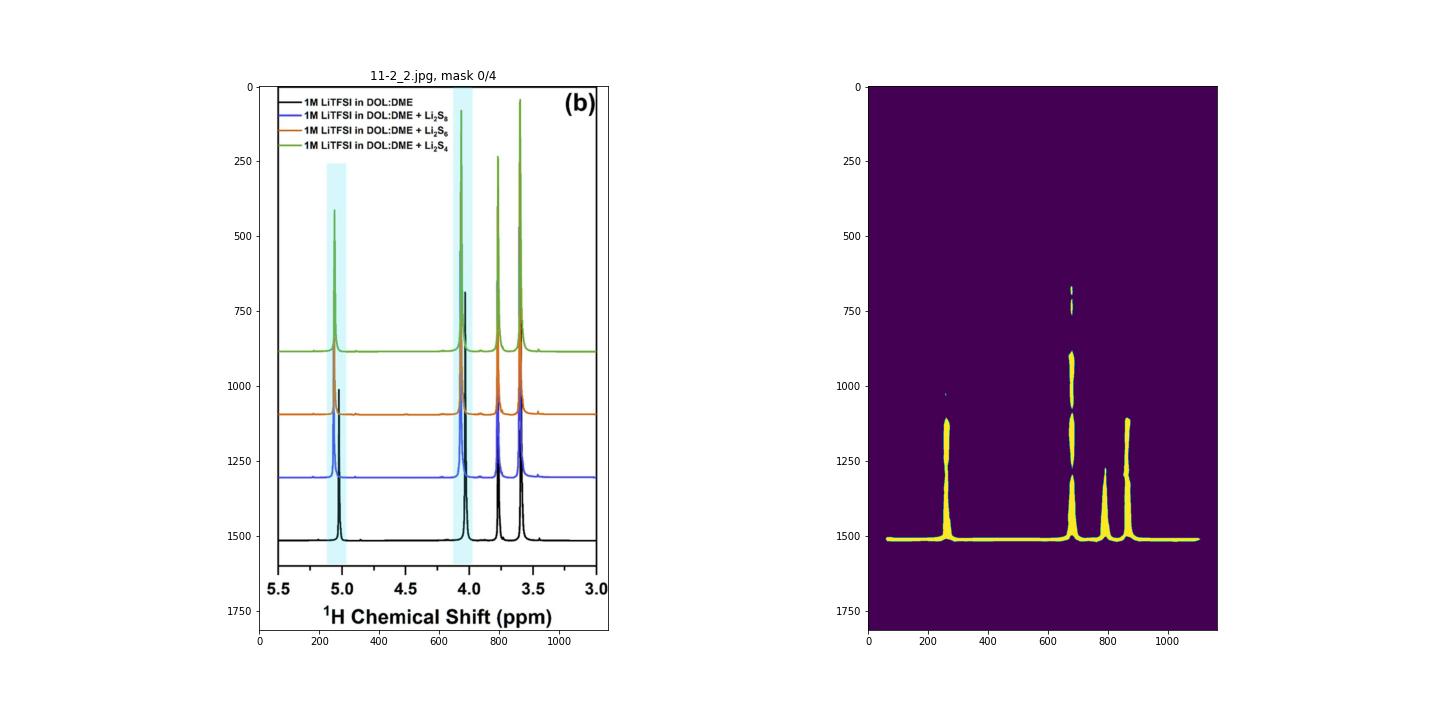 11-2_2.jpg, mask 0/4
0
250
500
750
1000
1250
1500
1750
(b)
1M LiTFSI in DOL:DME
1M LiTFSI in DOL:DME + Li₂S₈
1M LiTFSI in DOL:DME + Li₂S₆
1M LiTFSI in DOL:DME + Li₂S₄
5.5 5.0 4.5 4.0 3.5 3.0
¹H Chemical Shift (ppm)
0 200 400 600 800 1000
0
250
500
750
1000
1250
1500
1750
0 200 400 600 800 1000